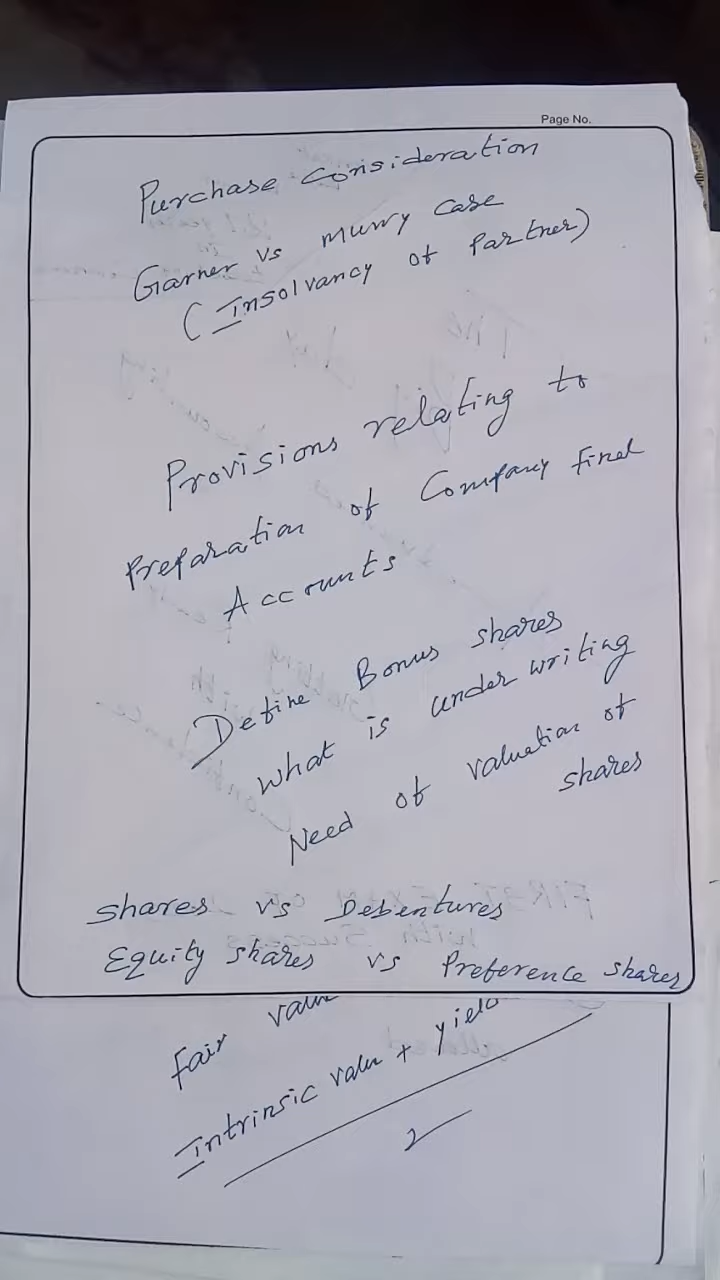 Page No.
Purchase consideration
Garner vs Murry Case
(Insolvancy of Partner)
Provisions relating to
Preparation of Company final
Accounts
Define Bonus shares
what is under writing
Need of valuation of
shares
shares vs Debentures
Equity shares vs Preference shares
Fair value
Intrinsic value + yield
2